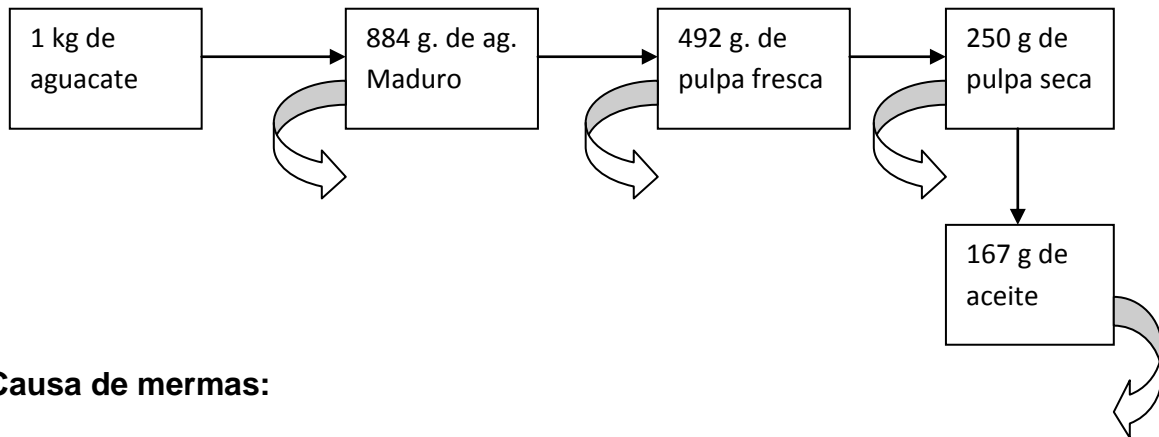 1 kg de
aguacate
884 g. de ag.
Maduro
492 g. de
pulpa fresca
250 g de
pulpa seca
167 g de
aceite
Causa de mermas: